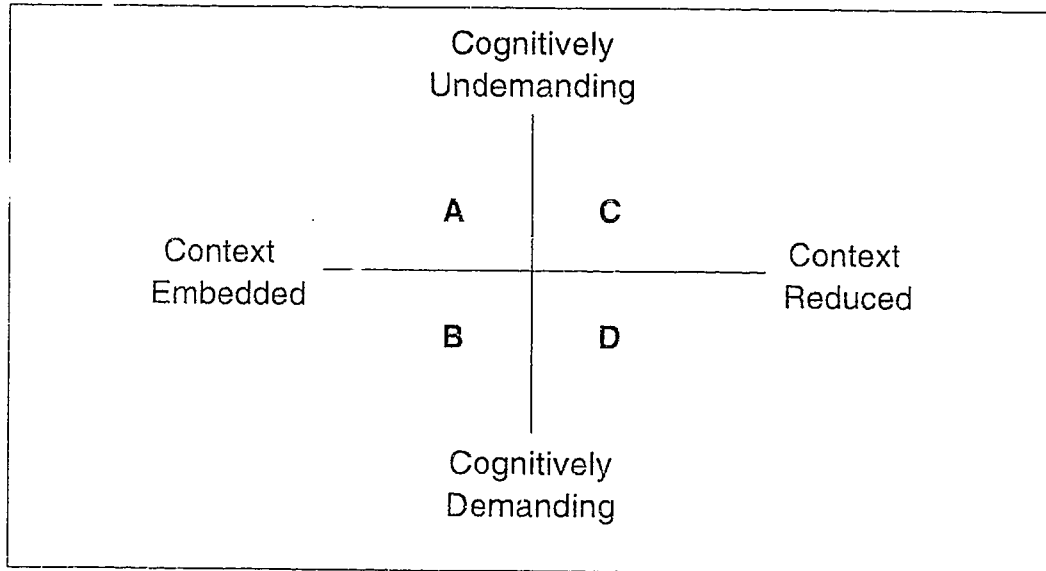 Cognitively
Undemanding
A C
Context
Embedded
Context
Reduced
B D
Cognitively
Demanding